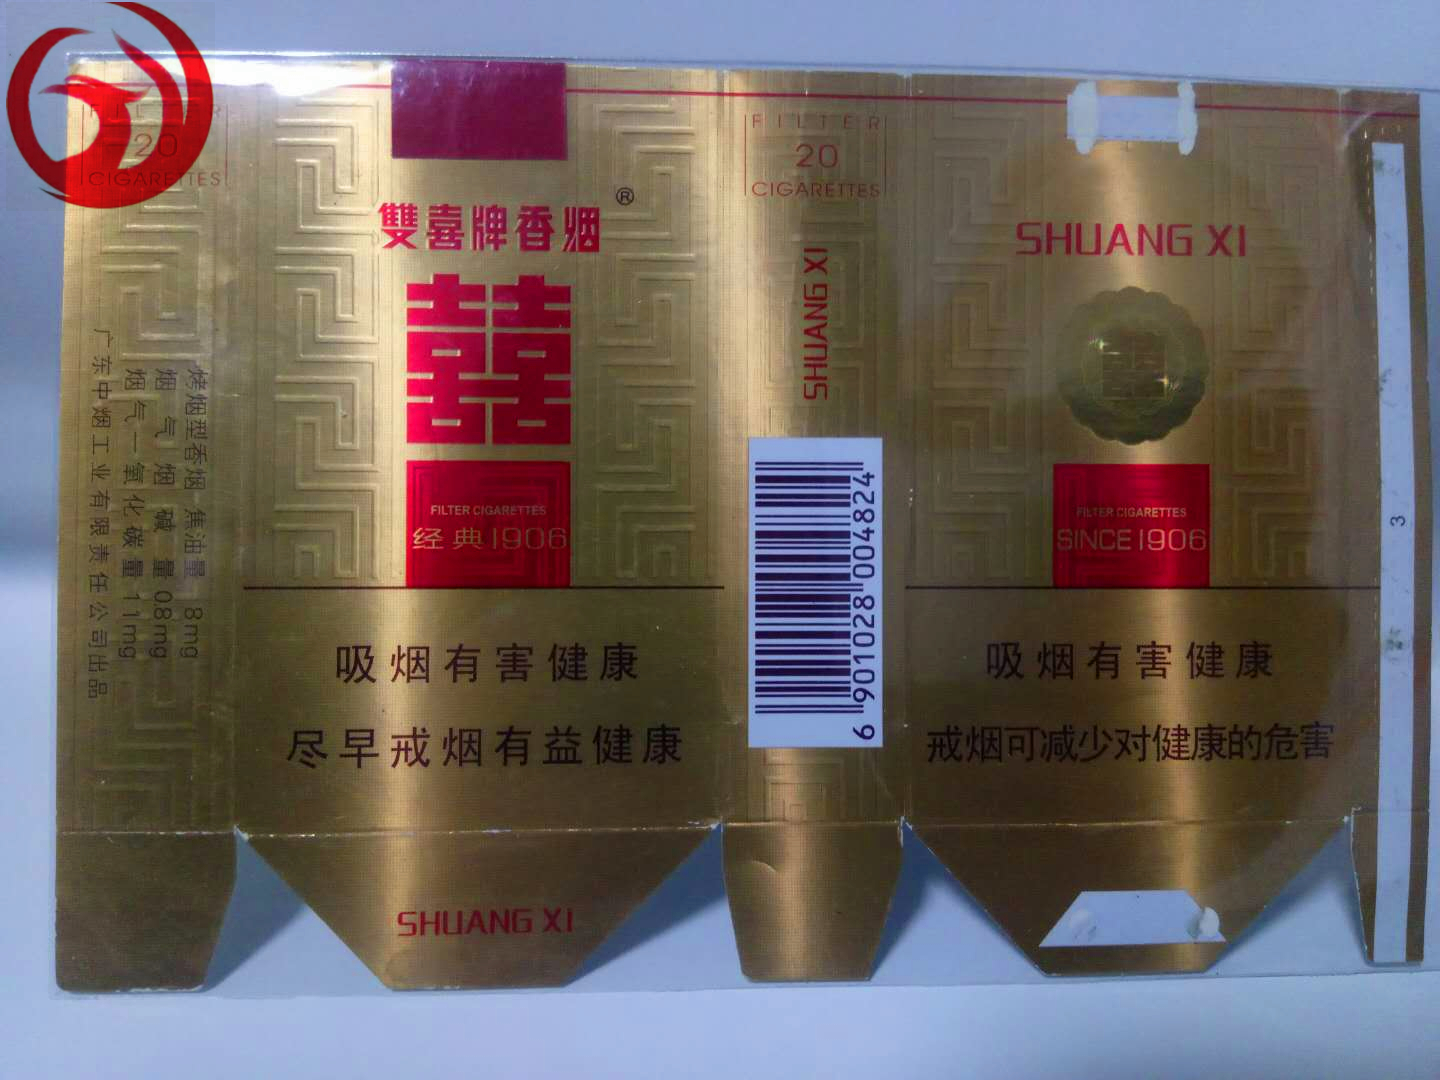 FILTER
20
CIGARETTES
烤烟型香烟 焦油量 8mg
烟气烟碱量 0.8mg
烟气一氧化碳量 11mg
广东中烟工业有限责任公司出品
雙喜牌香烟®
囍
FILTER CIGARETTES
经典1906
吸烟有害健康
尽早戒烟有益健康
SHUANG XI
FILTER
20
CIGARETTES
SHUANG XI
6 901028 004824
SHUANG XI
FILTER CIGARETTES
SINCE 1906
吸烟有害健康
戒烟可减少对健康的危害
3